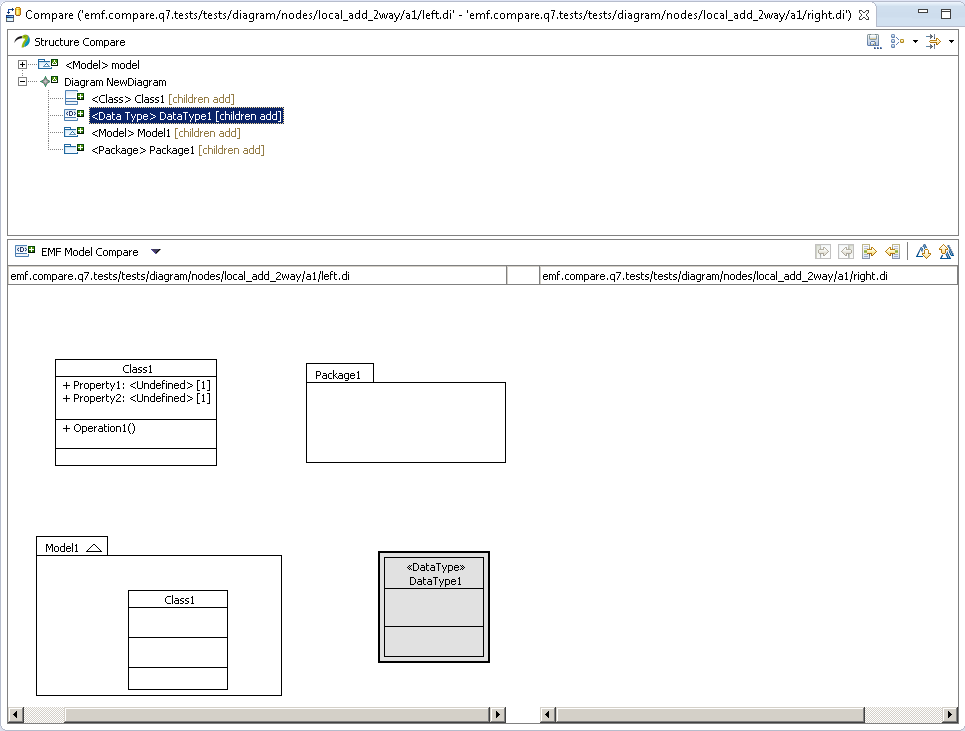 Compare ('emf.compare.q7.tests/tests/diagram/nodes/local_add_2way/a1/left.di' - 'emf.compare.q7.tests/tests/diagram/nodes/local_add_2way/a1/right.di')
Structure Compare
<Model> model
Diagram NewDiagram
<Class> Class1 [children add]
<Data Type> DataType1 [children add]
<Model> Model1 [children add]
<Package> Package1 [children add]
EMF Model Compare
emf.compare.q7.tests/tests/diagram/nodes/local_add_2way/a1/left.di
emf.compare.q7.tests/tests/diagram/nodes/local_add_2way/a1/right.di
Class1
+ Property1: <Undefined> [1]
+ Property2: <Undefined> [1]
+ Operation1()
Package1
Model1
Class1
«DataType»
DataType1